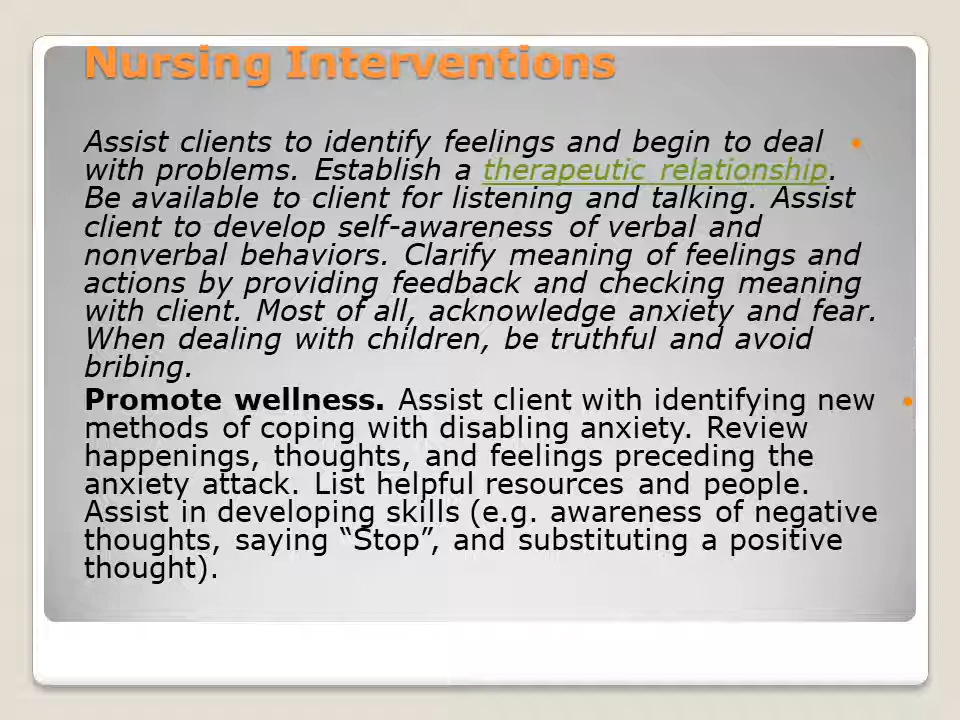 Nursing Interventions
Assist clients to identify feelings and begin to deal
with problems. Establish a therapeutic relationship.
Be available to client for listening and talking. Assist
client to develop self-awareness of verbal and
nonverbal behaviors. Clarify meaning of feelings and
actions by providing feedback and checking meaning
with client. Most of all, acknowledge anxiety and fear.
When dealing with children, be truthful and avoid
bribing.
Promote wellness. Assist client with identifying new
methods of coping with disabling anxiety. Review
happenings, thoughts, and feelings preceding the
anxiety attack. List helpful resources and people.
Assist in developing skills (e.g. awareness of negative
thoughts, saying “Stop”, and substituting a positive
thought).